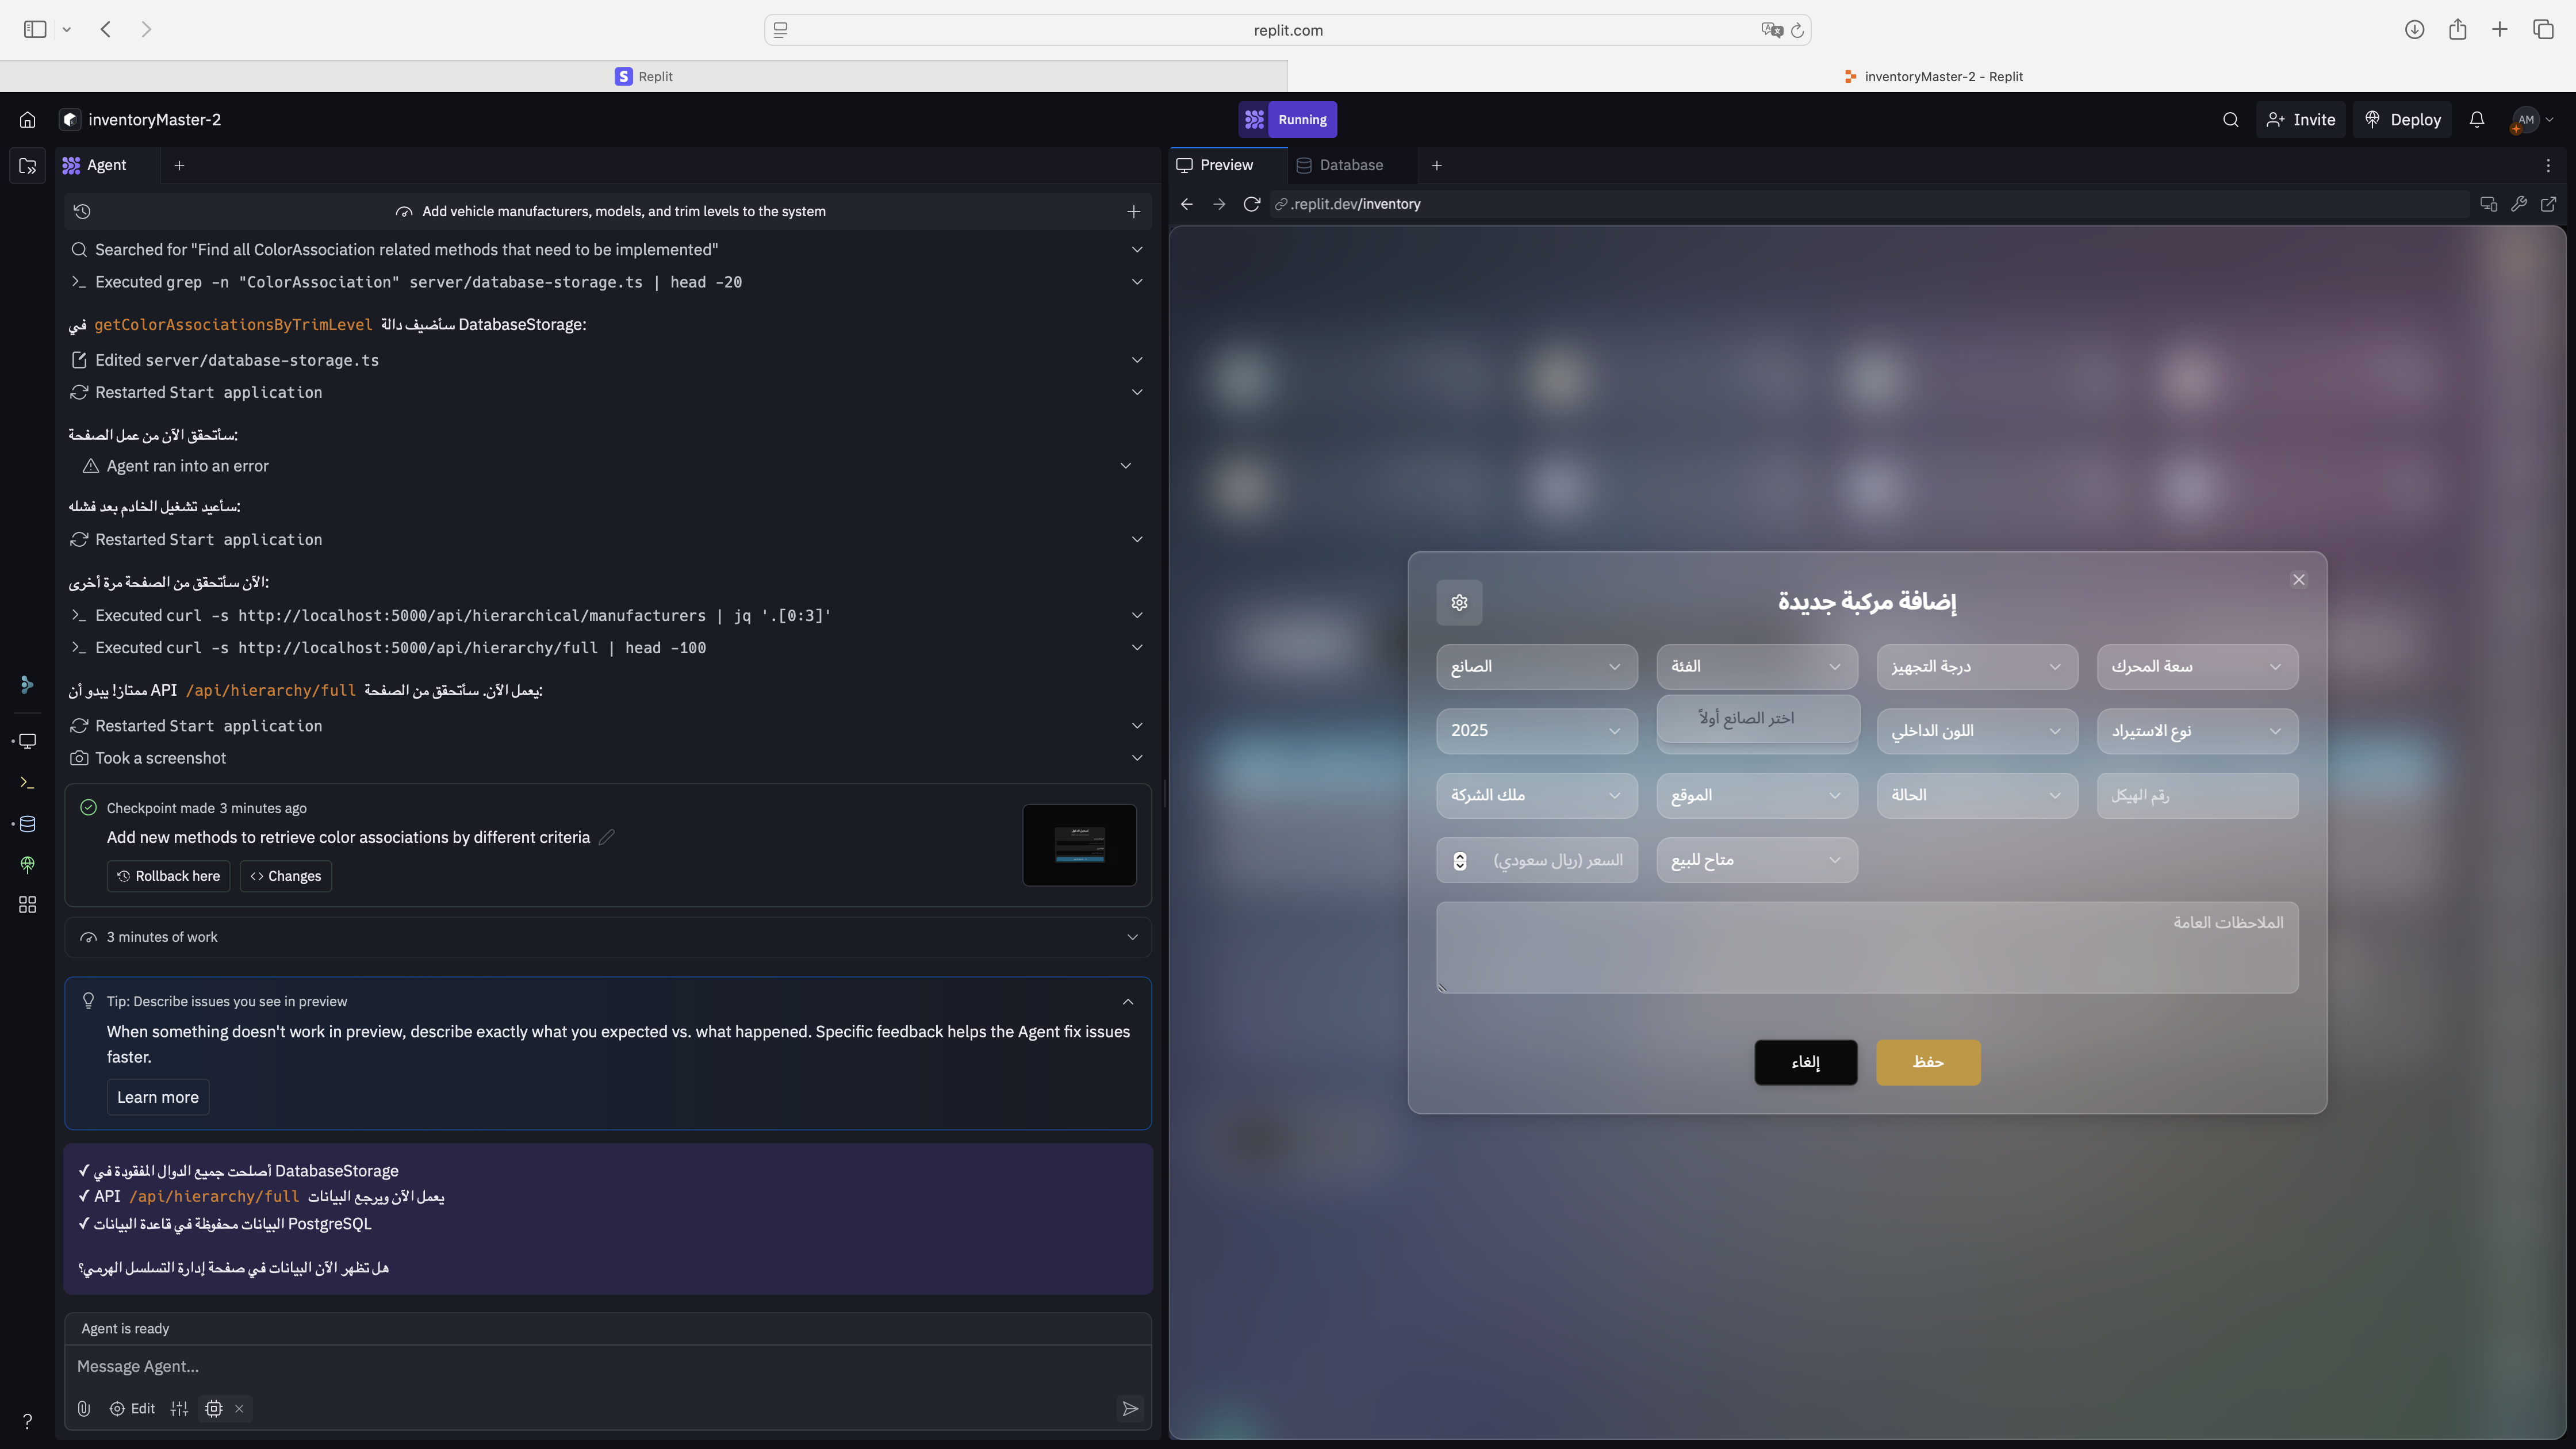 replit.com
Replit
inventoryMaster-2 - Replit
inventoryMaster-2
Running
Invite
Deploy
AM
Agent
Preview
Database
Add vehicle manufacturers, models, and trim levels to the system
.replit.dev/inventory
Searched for "Find all ColorAssociation related methods that need to be implemented"
Executed grep -n "ColorAssociation" server/database-storage.ts | head -20
سأضيف دالة getColorAssociationsByTrimLevel في DatabaseStorage:
Edited server/database-storage.ts
Restarted Start application
سأتحقق الآن من عمل الصفحة:
Agent ran into an error
سأعيد تشغيل الخادم بعد فشله:
Restarted Start application
الآن سأتحقق من الصفحة مرة أخرى:
Executed curl -s http://localhost:5000/api/hierarchical/manufacturers | jq '.[0:3]'
Executed curl -s http://localhost:5000/api/hierarchy/full | head -100
ممتاز! يبدو أن API /api/hierarchy/full يعمل الآن. سأتحقق من الصفحة:
Restarted Start application
Took a screenshot
Checkpoint made 3 minutes ago
Add new methods to retrieve color associations by different criteria
Rollback here
Changes
3 minutes of work
Tip: Describe issues you see in preview
When something doesn't work in preview, describe exactly what you expected vs. what happened. Specific feedback helps the Agent fix issues
faster.
Learn more
✓ أصلحت جميع الدوال المفقودة في DatabaseStorage
✓ API /api/hierarchy/full يعمل الآن ويرجع البيانات
✓ البيانات محفوظة في قاعدة البيانات PostgreSQL
هل تظهر الآن البيانات في صفحة إدارة التسلسل الهرمي؟
Agent is ready
Message Agent...
Edit
إضافة مركبة جديدة
الصانع
الفئة
درجة التجهيز
سعة المحرك
2025
اختر الصانع أولاً
اللون الداخلي
نوع الاستيراد
ملك الشركة
الموقع
الحالة
رقم الهيكل
السعر (ريال سعودي)
متاح للبيع
الملاحظات العامة
إلغاء
حفظ